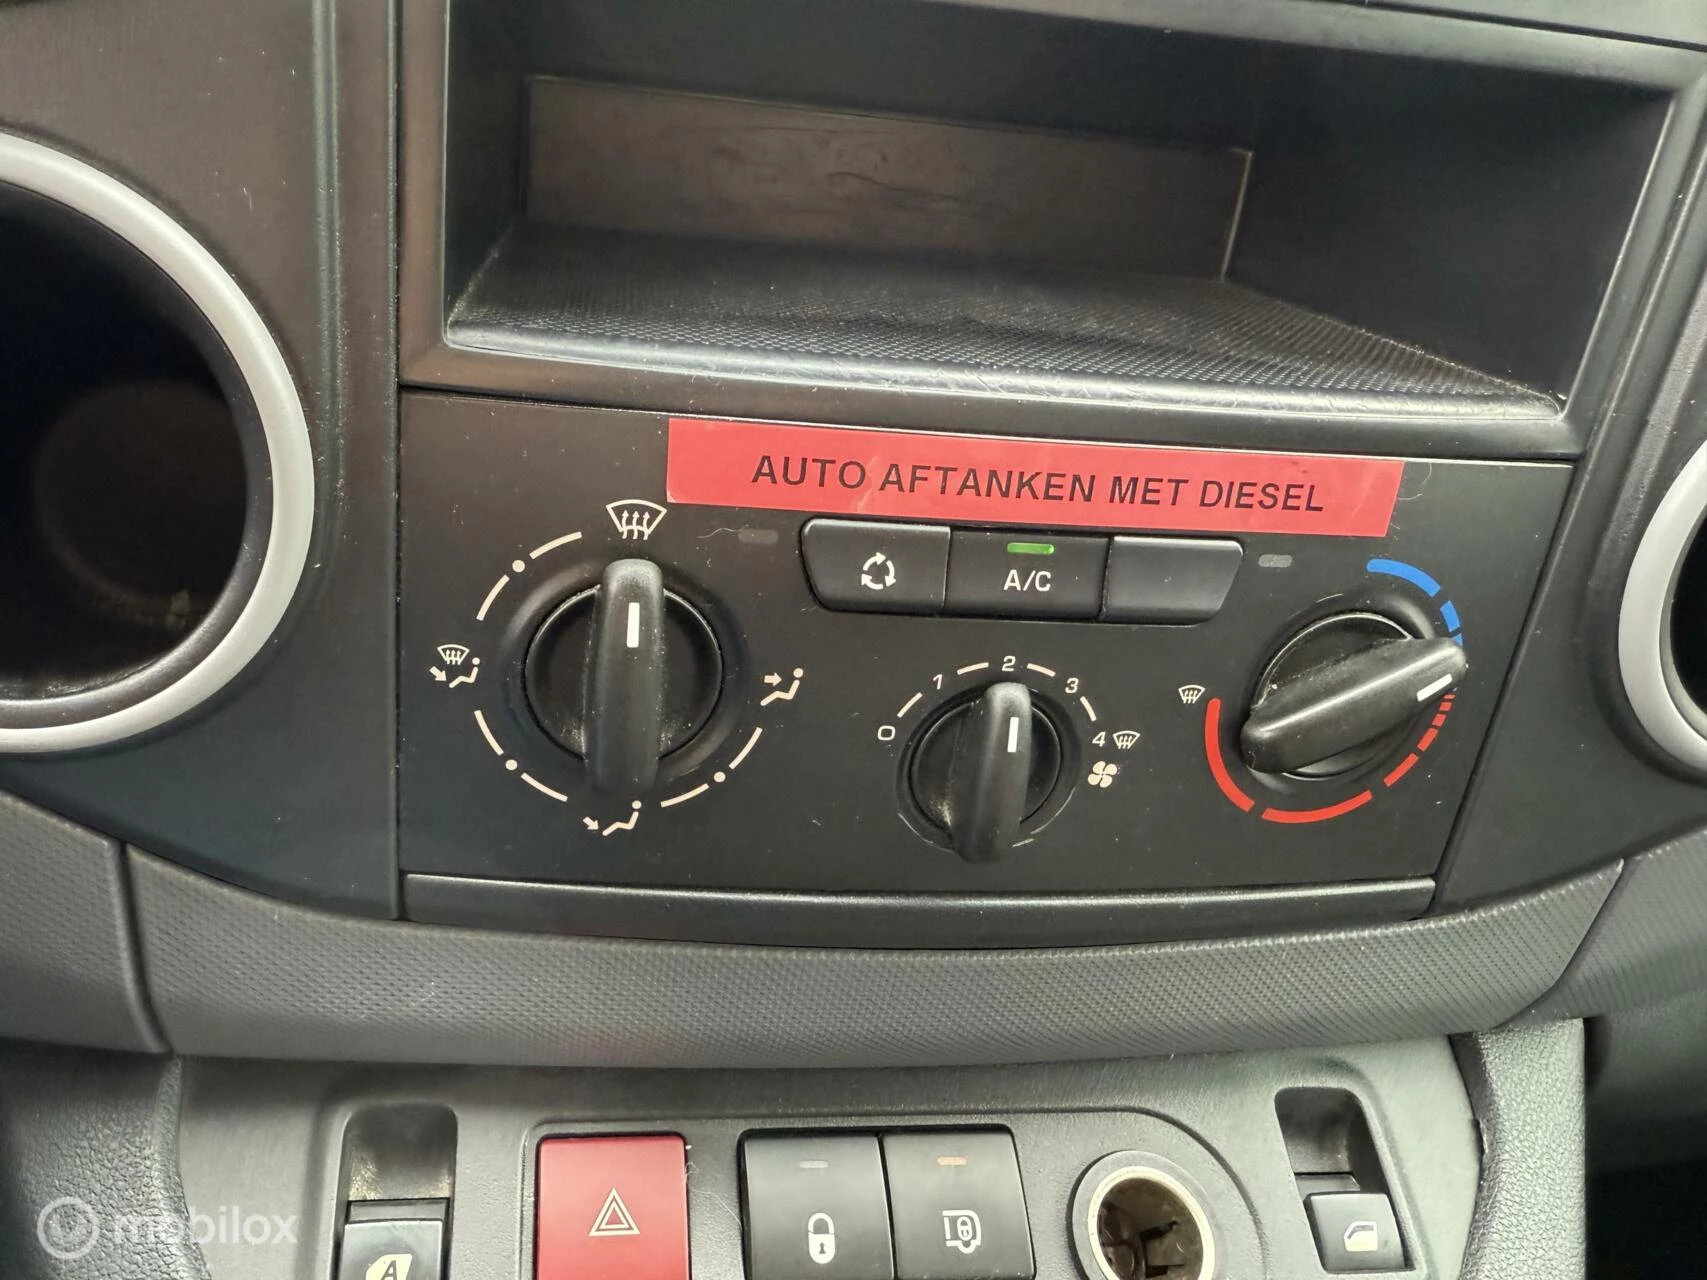 AUTO AFTANKEN MET DIESEL
A/C
0 1 2 3 4
A
mobilox